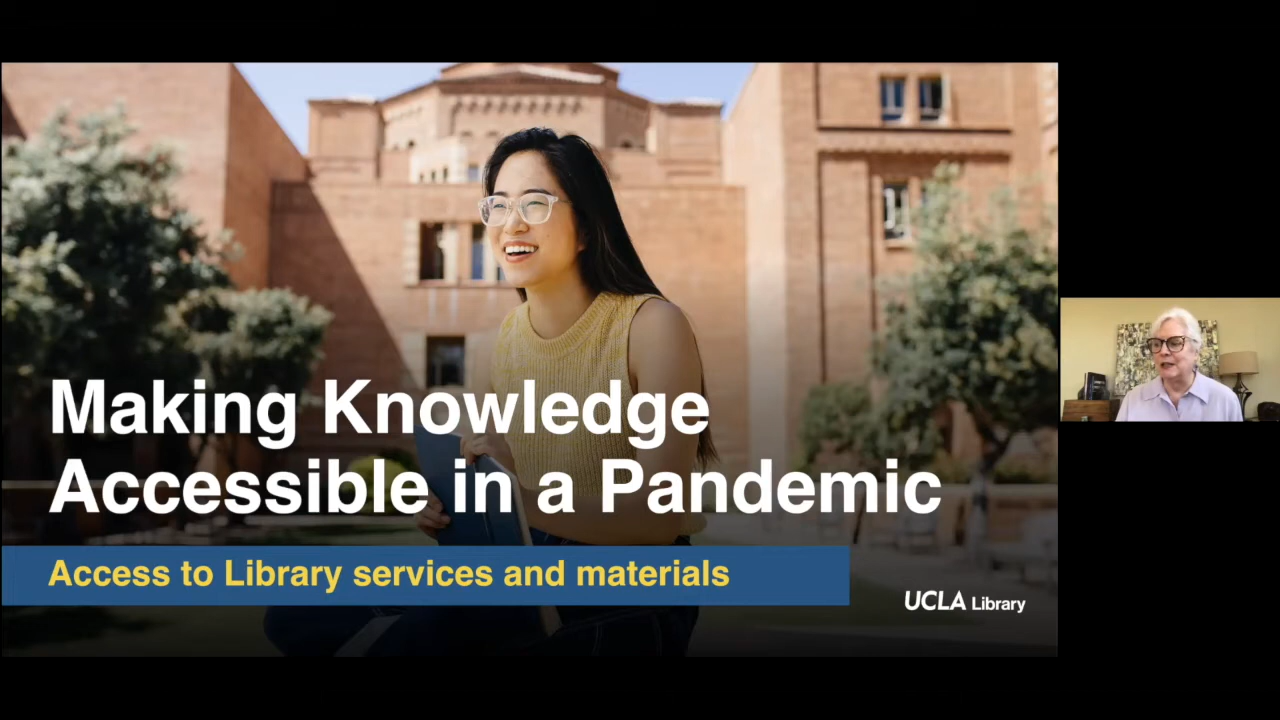 Making Knowledge
Accessible in a Pandemic
Access to Library services and materials
UCLA Library